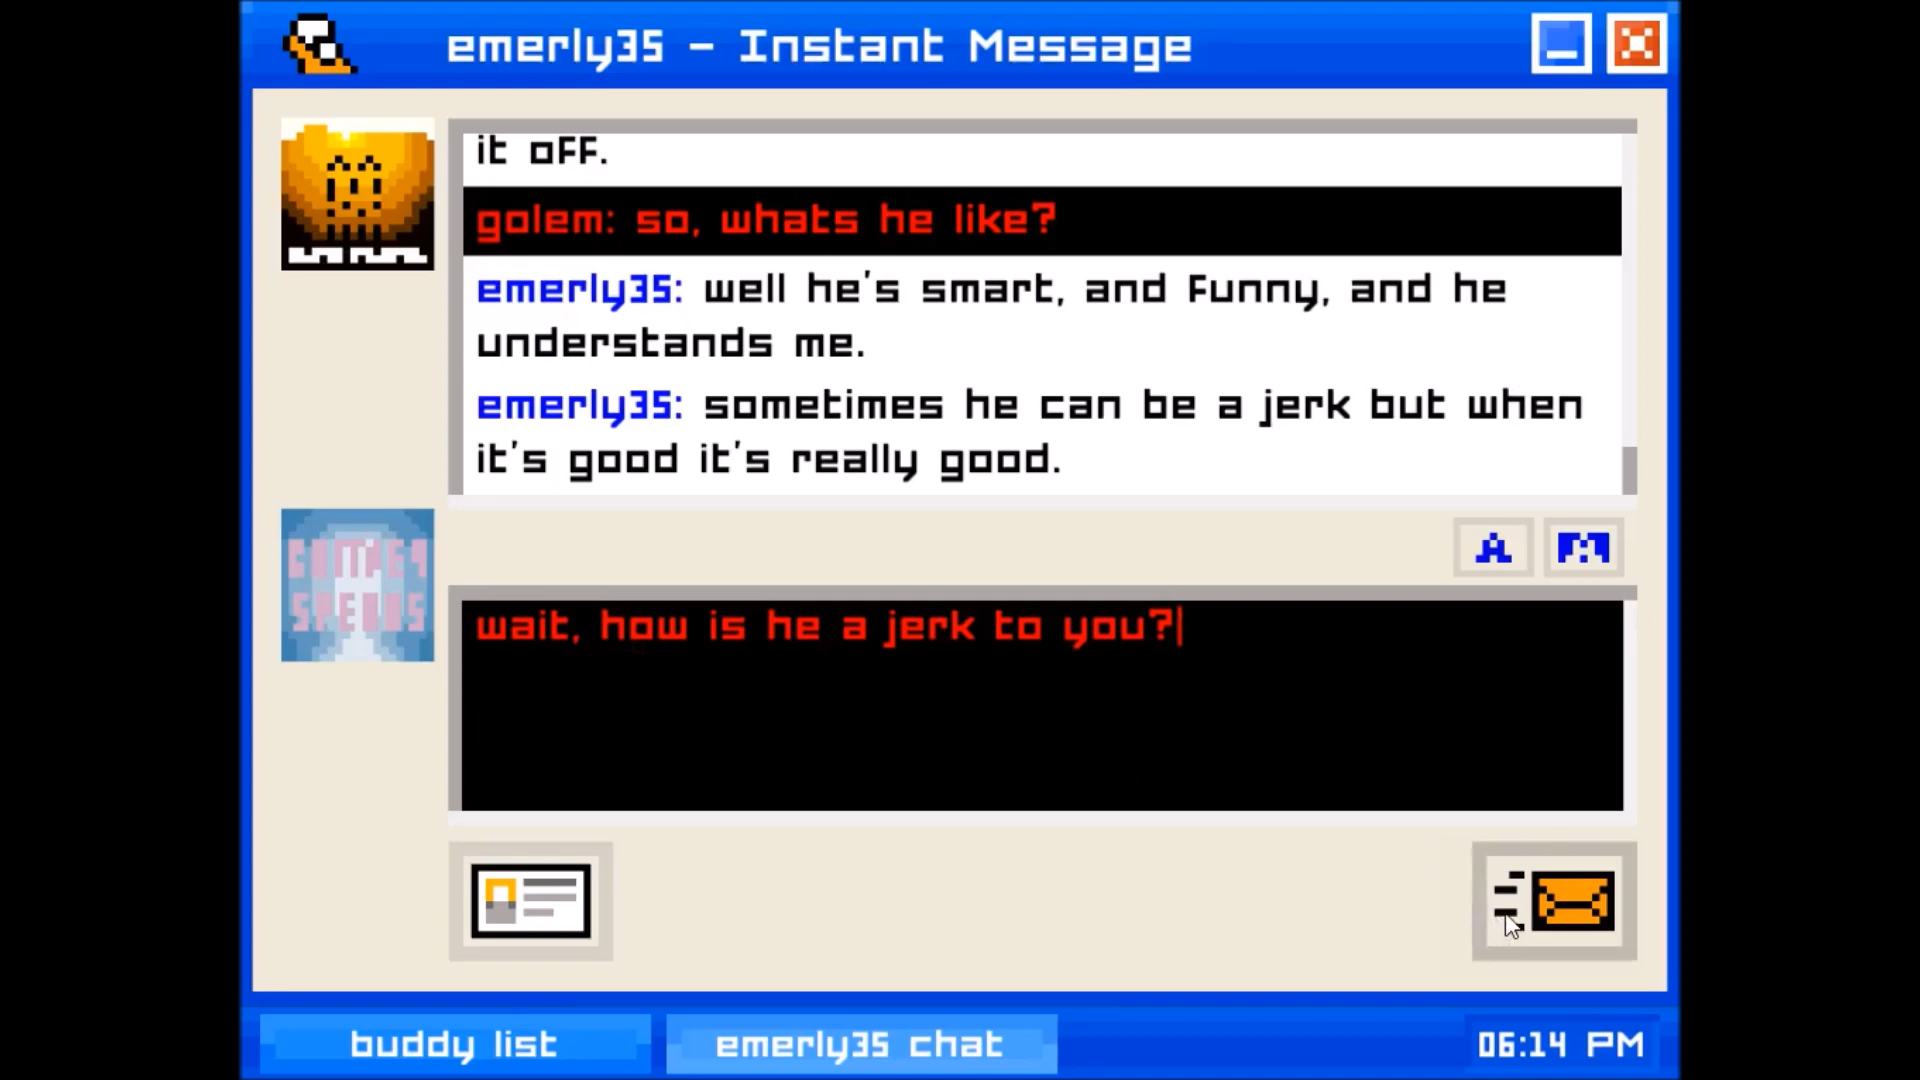 emerly35 - Instant Message
it off.
golem: so, whats he like?
emerly35: well he's smart, and funny, and he
understands me.
emerly35: sometimes he can be a jerk but when
it's good it's really good.
A M
wait, how is he a jerk to you?
buddy list
emerly35 chat
06:14 PM